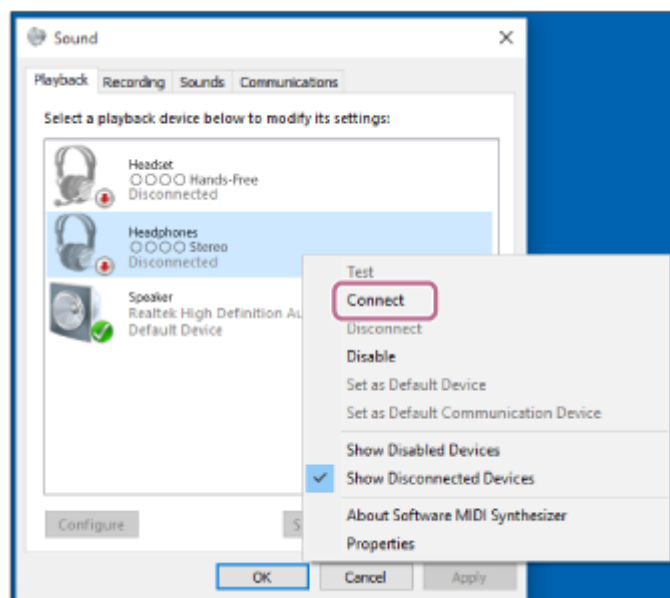 Sound
Playback Recording Sounds Communications
Select a playback device below to modify its settings:
Headset
○○○○ Hands-Free
Disconnected
Headphones
○○○○ Stereo
Disconnected
Speaker
Realtek High Definition Au
Default Device
Test
Connect
Disconnect
Disable
Set as Default Device
Set as Default Communication Device
Show Disabled Devices
Show Disconnected Devices
About Software MIDI Synthesizer
Properties
Configure S
OK Cancel Apply